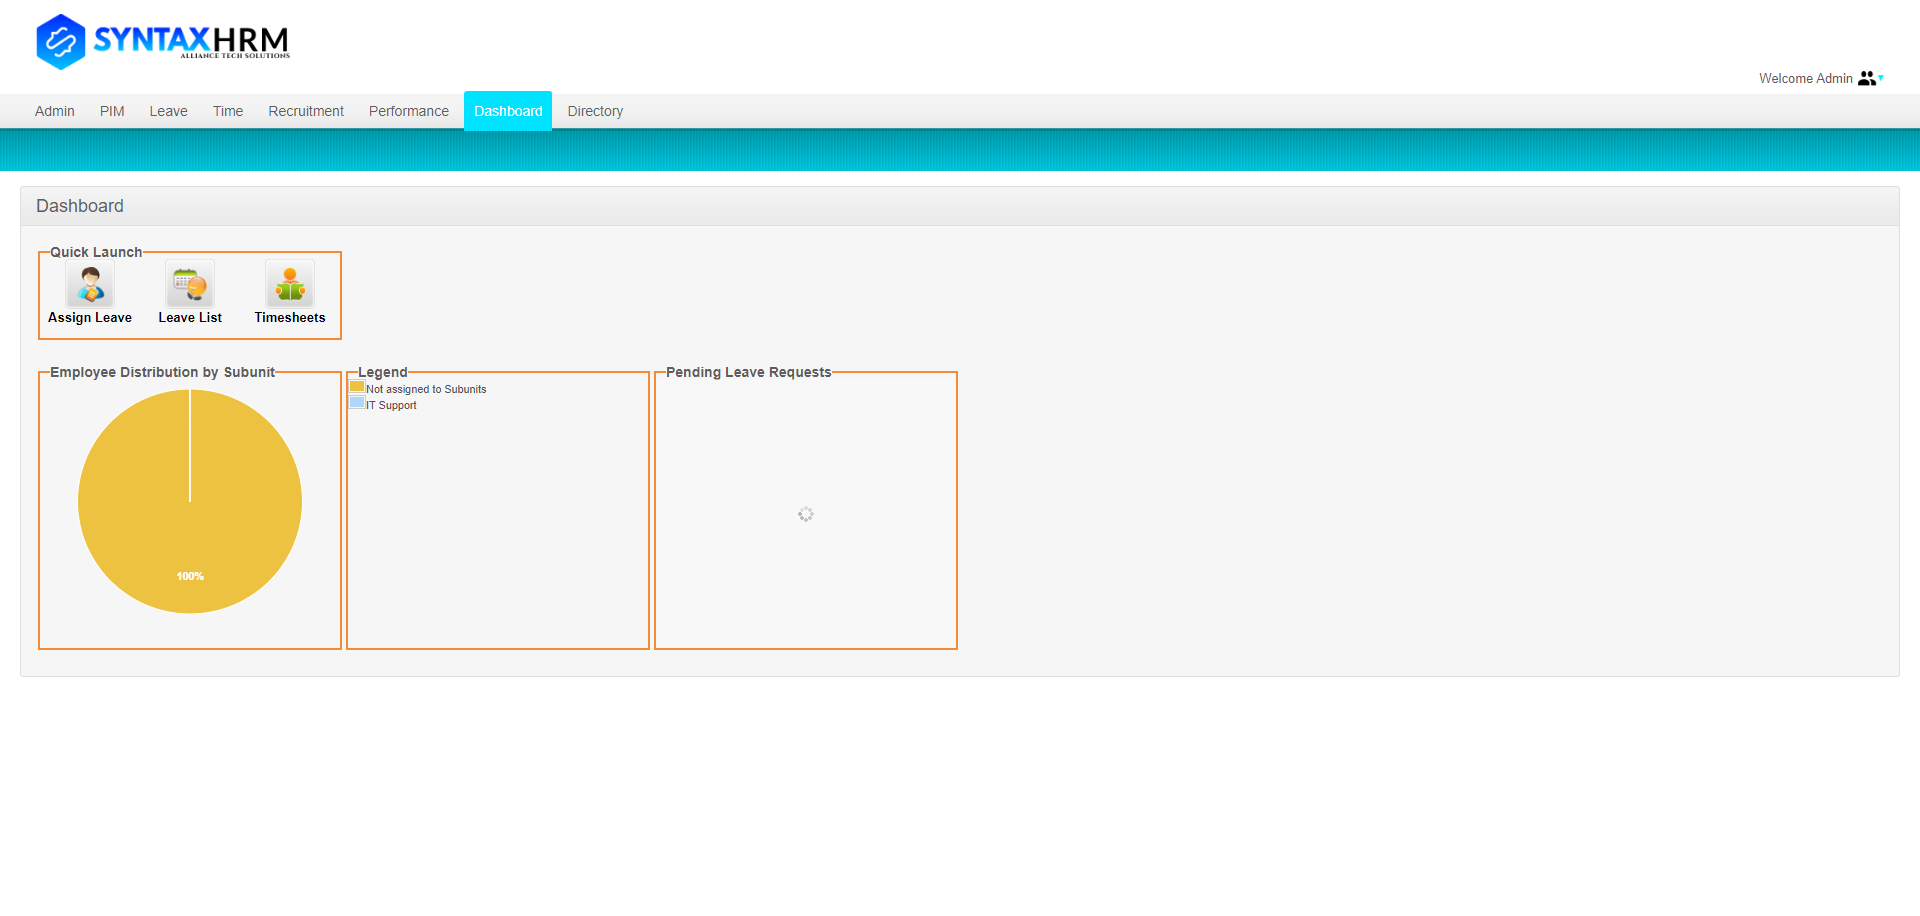 SYNTAXHRM
ALLIANCE TECH SOLUTIONS
Welcome Admin
Admin PIM Leave Time Recruitment Performance Dashboard Directory
Dashboard
Quick Launch
Assign Leave Leave List Timesheets
Employee Distribution by Subunit
100%
Legend
Not assigned to Subunits
IT Support
Pending Leave Requests